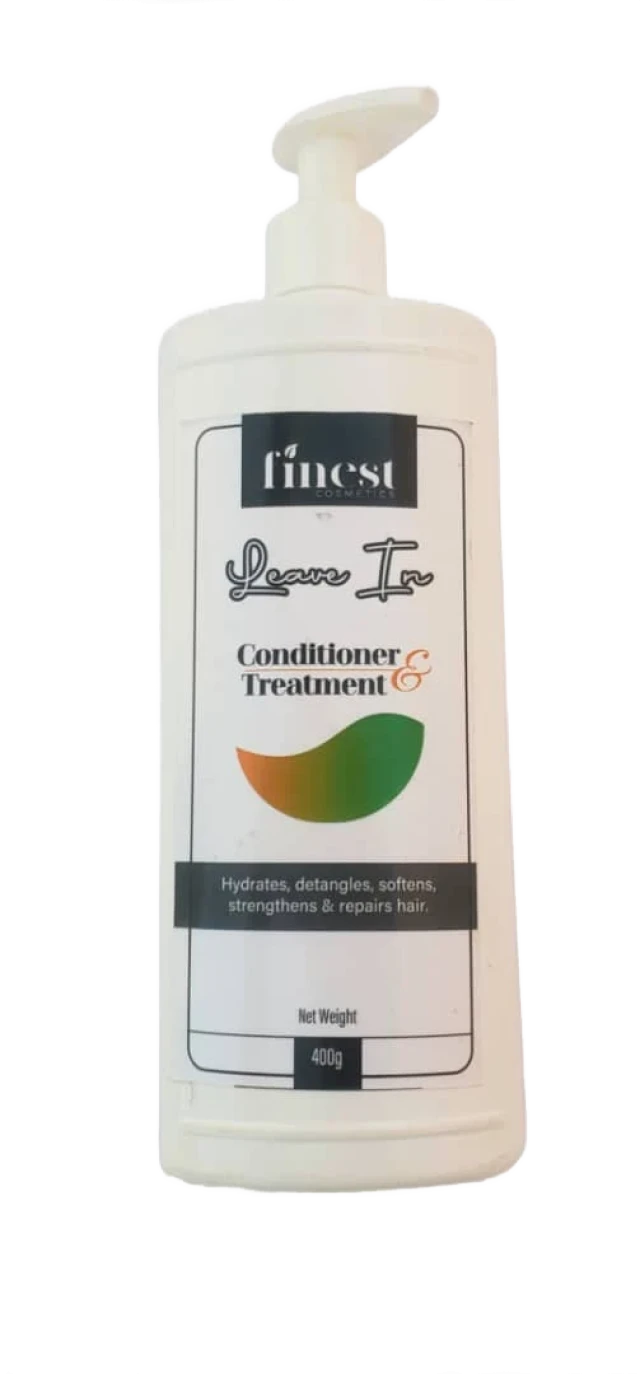 finest
COSMETICS
Leave In
Conditioner &
Treatment
Hydrates, detangles, softens,
strengthens & repairs hair.
Net Weight
400g